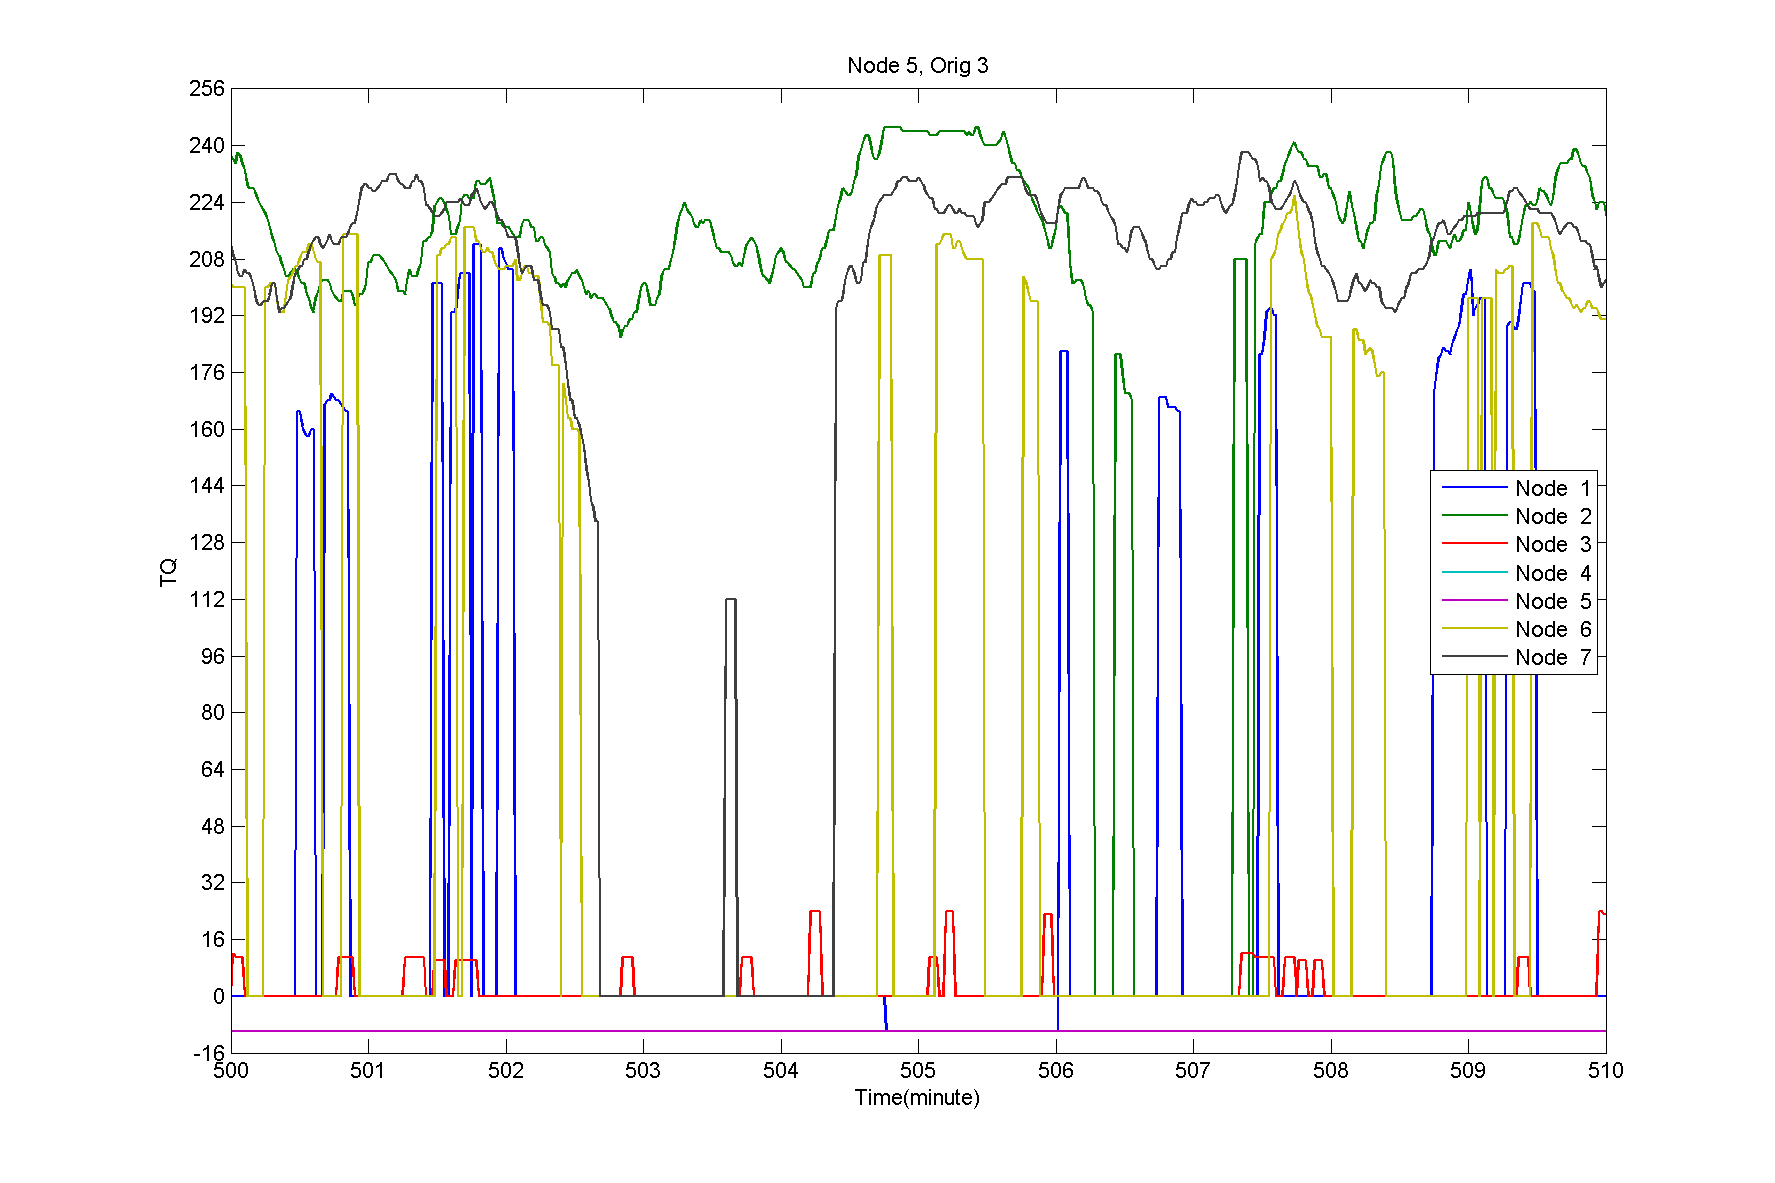 Node 5, Orig 3
256
240
224
208
192
176
160
144
128
112
96
80
64
48
32
16
0
-16
TQ
Node 1
Node 2
Node 3
Node 4
Node 5
Node 6
Node 7
500 501 502 503 504 505 506 507 508 509 510
Time(minute)